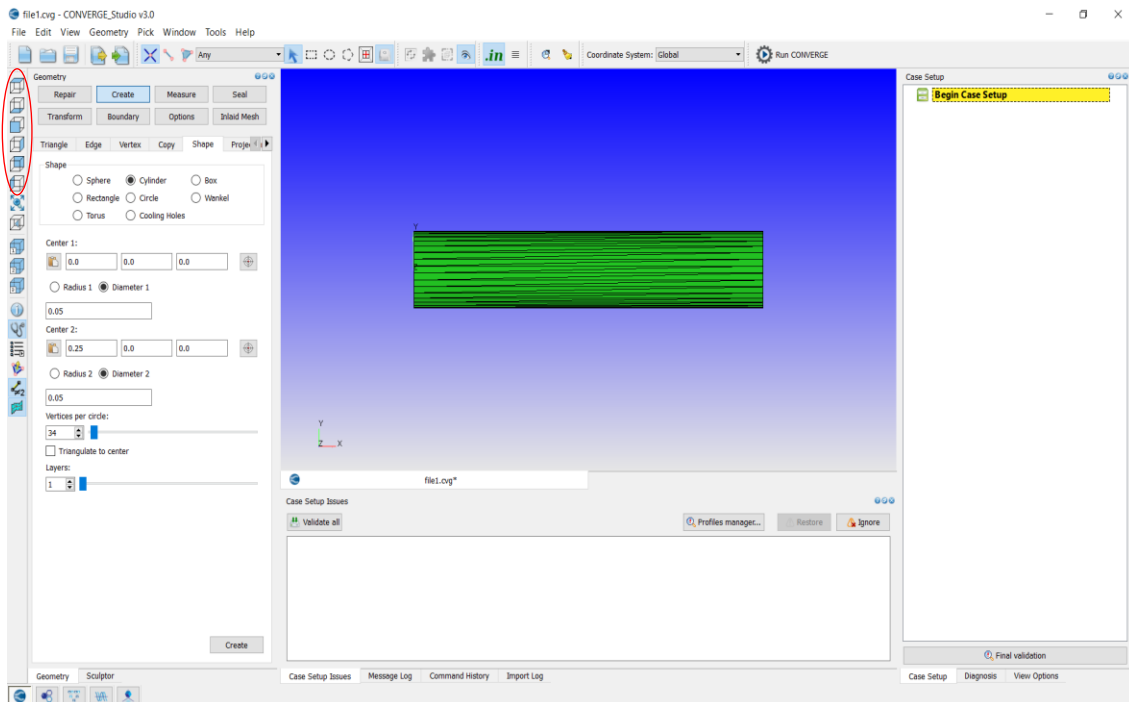 file1.cvg - CONVERGE_Studio v3.0
File Edit View Geometry Pick Window Tools Help
Any
.in
Coordinate System: Global
Run CONVERGE
Geometry
Repair Create Measure Seal
Transform Boundary Options Inlaid Mesh
Triangle Edge Vertex Copy Shape Projec
Shape
Sphere Cylinder Box
Rectangle Circle Wankel
Torus Cooling Holes
Center 1:
0.0 0.0 0.0
Radius 1 Diameter 1
0.05
Center 2:
0.25 0.0 0.0
Radius 2 Diameter 2
0.05
Vertices per circle:
34
Triangulate to center
Layers:
1
Create
Geometry Sculptor
Y
Z
Y
Z X
file1.cvg*
Case Setup Issues
Validate all Profiles manager... Restore Ignore
Case Setup Issues Message Log Command History Import Log
Case Setup
Begin Case Setup
Final validation
Case Setup Diagnosis View Options